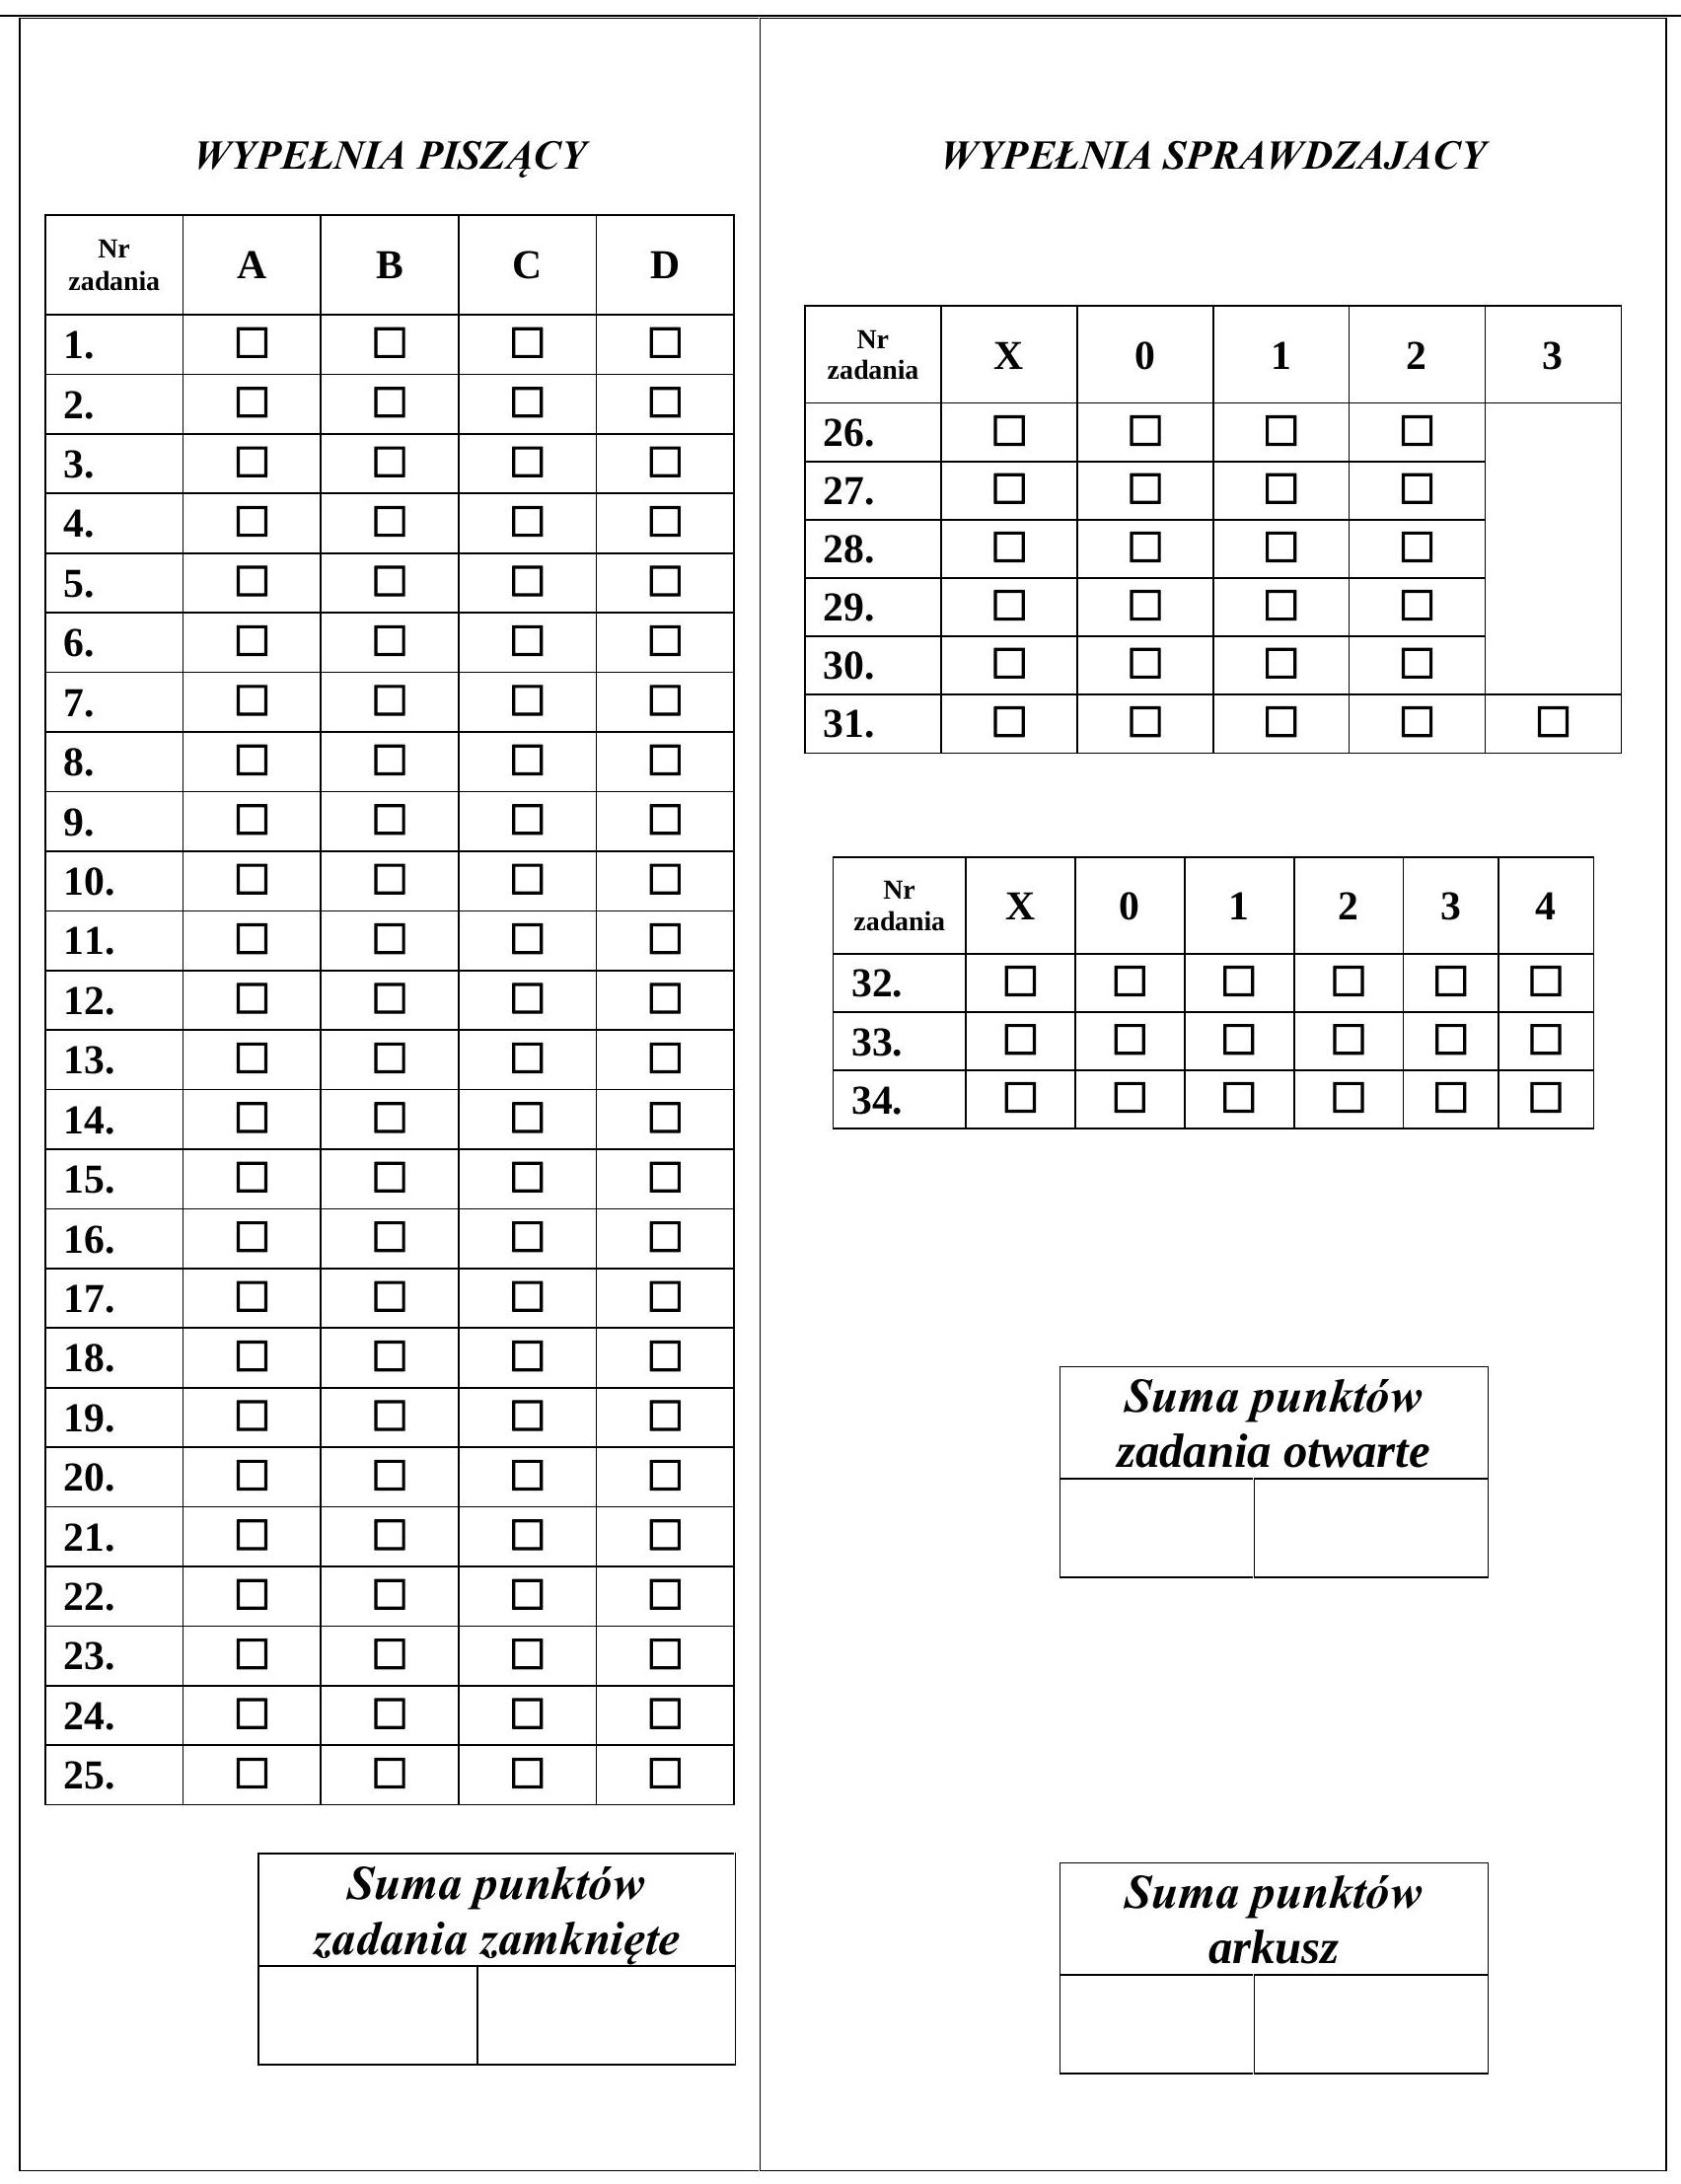 WYPEŁNIA PISZĄCY
Nr
zadania
A B C D
1.
2.
3.
4.
5.
6.
7.
8.
9.
10.
11.
12.
13.
14.
15.
16.
17.
18.
19.
20.
21.
22.
23.
24.
25.
Suma punktów
zadania zamknięte
WYPEŁNIA SPRAWDZAJACY
Nr
zadania
X 0 1 2 3
26.
27.
28.
29.
30.
31.
Nr
zadania
X 0 1 2 3 4
32.
33.
34.
Suma punktów
zadania otwarte
Suma punktów
arkusz